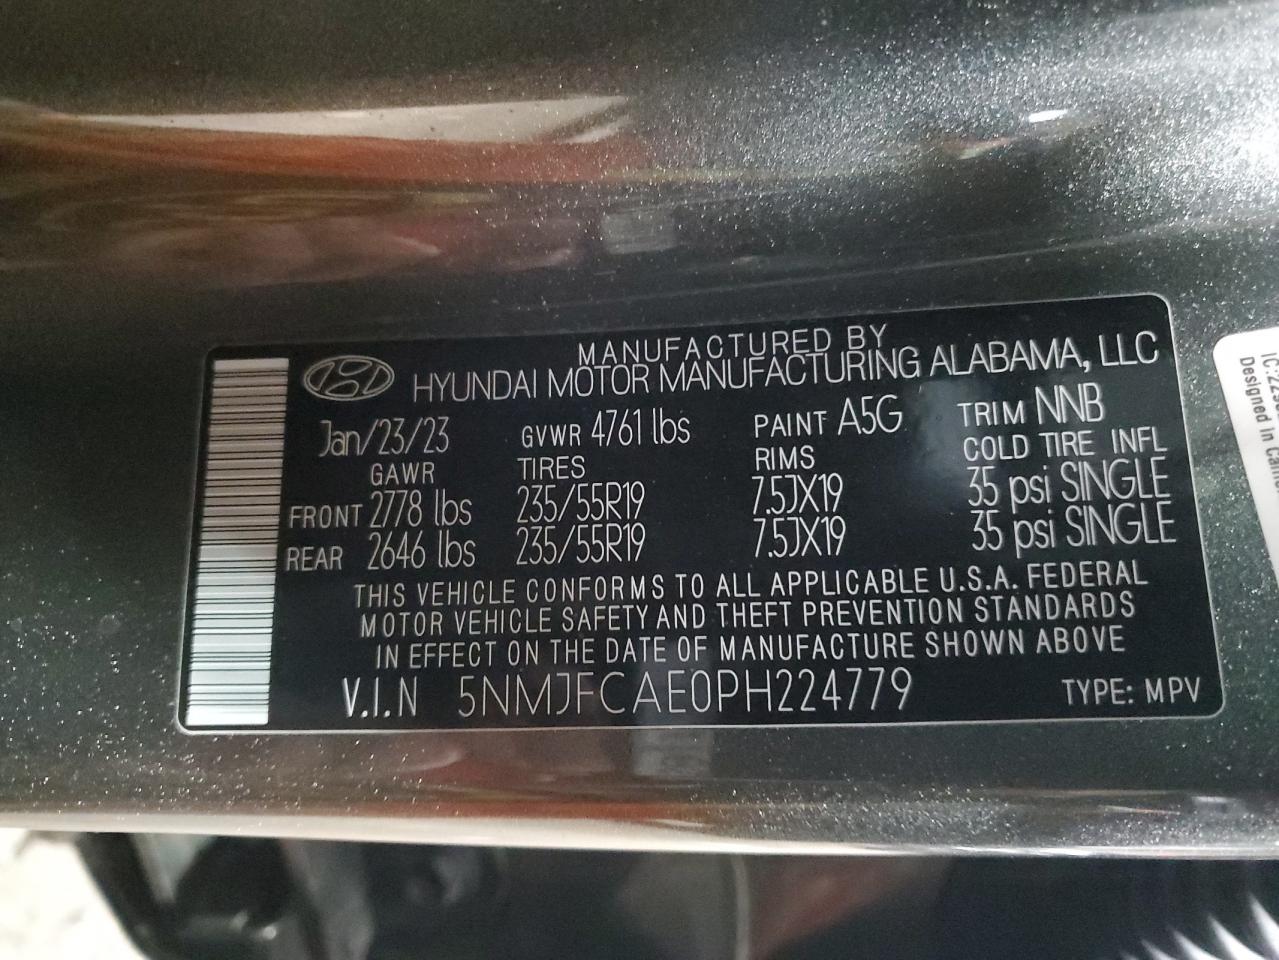 MANUFACTURED BY
HYUNDAI MOTOR MANUFACTURING ALABAMA, LLC
Jan/23/23 GVWR 4761 lbs PAINT A5G TRIM NNB
GAWR TIRES RIMS COLD TIRE INFL
FRONT 2778 lbs 235/55R19 7.5JX19 35 psi SINGLE
REAR 2646 lbs 235/55R19 7.5JX19 35 psi SINGLE
THIS VEHICLE CONFORMS TO ALL APPLICABLE U.S.A. FEDERAL
MOTOR VEHICLE SAFETY AND THEFT PREVENTION STANDARDS
IN EFFECT ON THE DATE OF MANUFACTURE SHOWN ABOVE
V.I.N 5NMJFCAE0PH224779 TYPE: MPV
Designed in